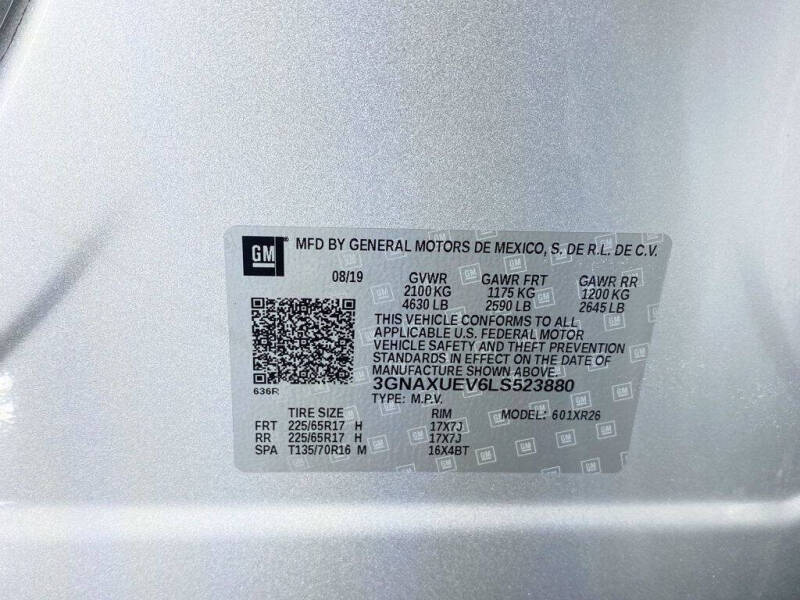 GM MFD BY GENERAL MOTORS DE MEXICO, S. DE R.L. DE C.V.
08/19 GVWR GAWR FRT GAWR RR
2100 KG 1175 KG 1200 KG
4630 LB 2590 LB 2645 LB
THIS VEHICLE CONFORMS TO ALL
APPLICABLE U.S. FEDERAL MOTOR
VEHICLE SAFETY AND THEFT PREVENTION
STANDARDS IN EFFECT ON THE DATE OF
MANUFACTURE SHOWN ABOVE.
3GNAXUEV6LS523880
636R TYPE: M.P.V.
TIRE SIZE RIM MODEL: 601XR26
FRT 225/65R17 H 17X7J
RR 225/65R17 H 17X7J
SPA T135/70R16 M 16X4BT